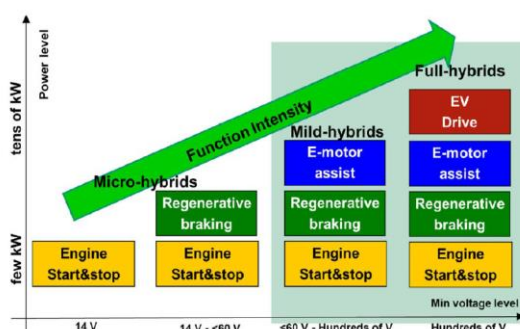 Power level
tens of kW
few kW
Function Intensity
Full-hybrids
EV
Drive
Mild-hybrids
E-motor
assist
E-motor
assist
Micro-hybrids
Regenerative
braking
Regenerative
braking
Regenerative
braking
Engine
Start&stop
Engine
Start&stop
Engine
Start&stop
Engine
Start&stop
Min voltage level
14 V
14 V - <60 V
<60 V - Hundreds of V
Hundreds of V